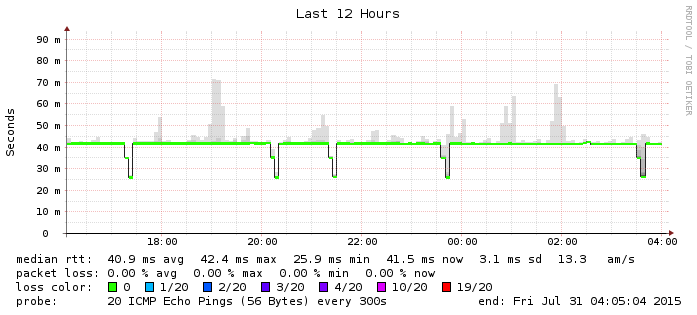 Last 12 Hours
RRDTOOL / TOBI OETIKER
Seconds
90 m
80 m
70 m
60 m
50 m
40 m
30 m
20 m
10 m
0
18:00 20:00 22:00 00:00 02:00 04:00
median rtt: 40.9 ms avg 42.4 ms max 25.9 ms min 41.5 ms now 3.1 ms sd 13.3 am/s
packet loss: 0.00 % avg 0.00 % max 0.00 % min 0.00 % now
loss color: 0 1/20 2/20 3/20 4/20 10/20 19/20
probe: 20 ICMP Echo Pings (56 Bytes) every 300s end: Fri Jul 31 04:05:04 2015